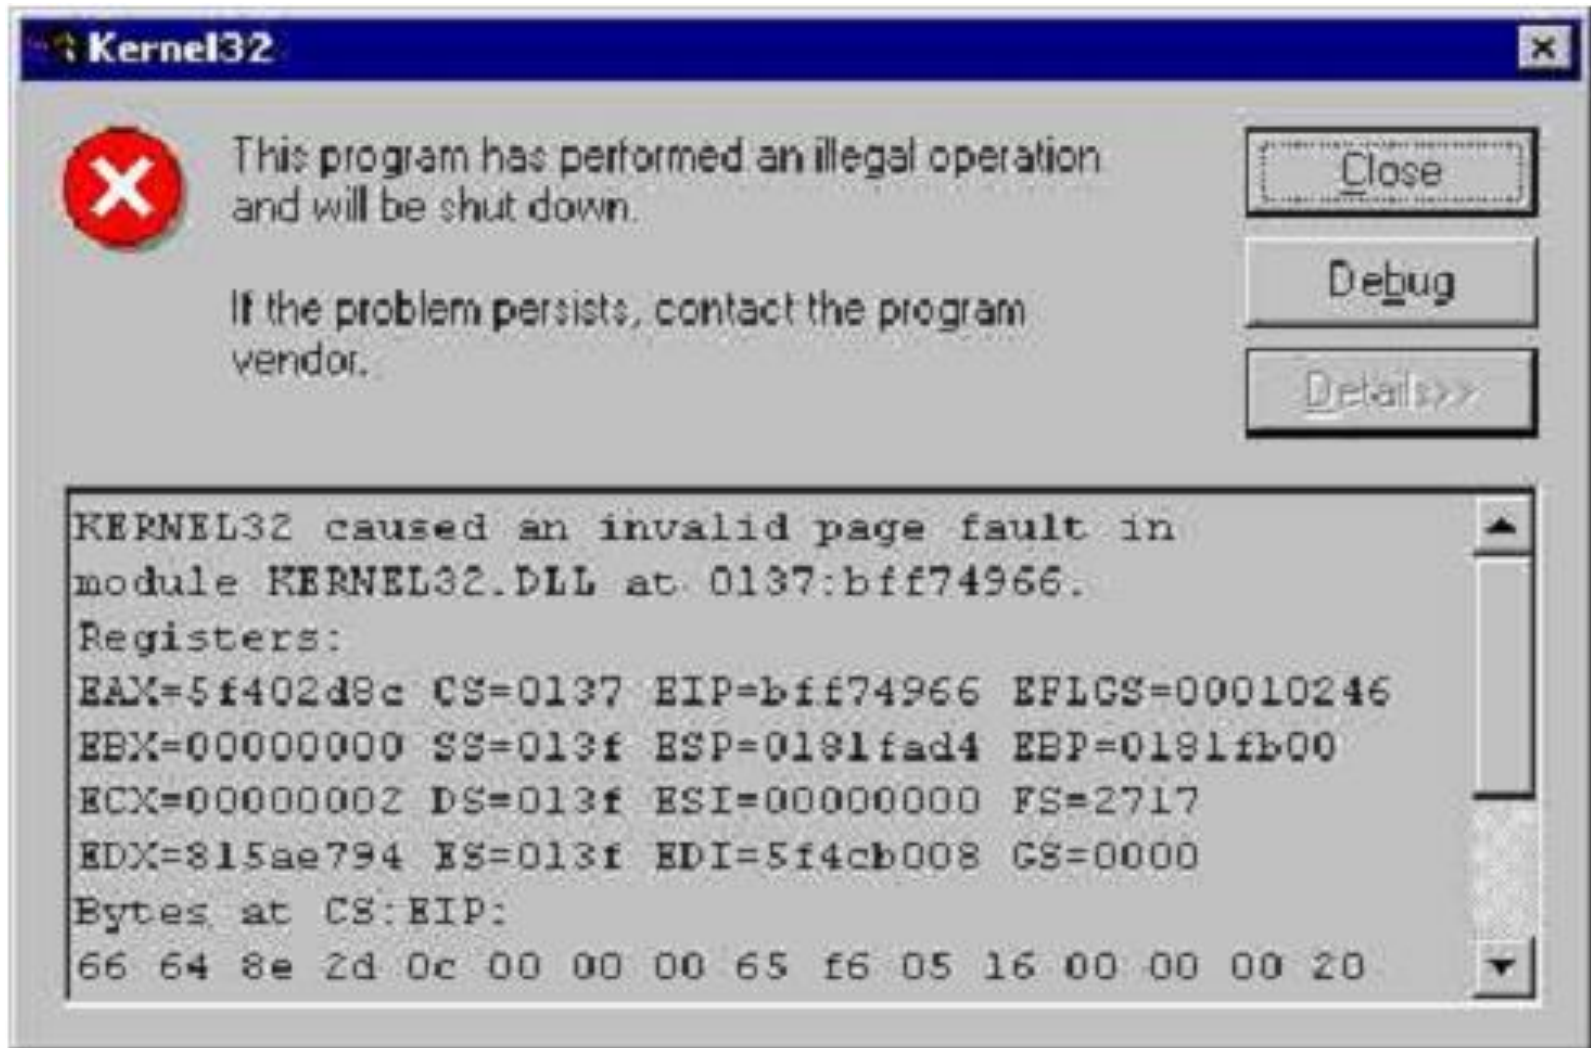 Kernel32
This program has performed an illegal operation
and will be shut down.
If the problem persists, contact the program
vendor.
Close
Debug
Details>>
KERNEL32 caused an invalid page fault in
module KERNEL32.DLL at 0137:bff74966.
Registers:
EAX=5f402d8c CS=0137 EIP=bff74966 EFLGS=00010246
EBX=00000000 SS=013f ESP=0181fad4 EBP=0181fb00
ECX=00000002 DS=013f ESI=00000000 FS=2717
EDX=815ae794 ES=013f EDI=5f4cb008 GS=0000
Bytes at CS:EIP:
66 64 8e 2d 0c 00 00 00 65 f6 05 16 00 00 00 20